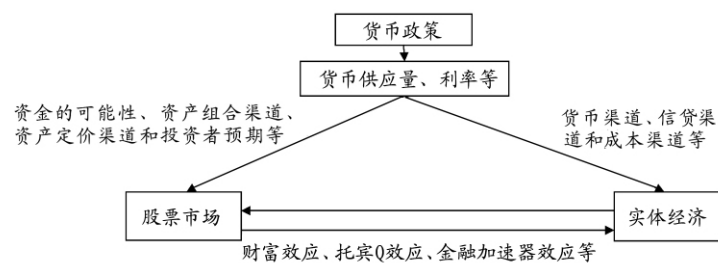 货币政策
货币供应量、利率等
资金的可能性、资产组合渠道、
资产定价渠道和投资者预期等
货币渠道、信贷渠
道和成本渠道等
股票市场
实体经济
财富效应、托宾Q效应、金融加速器效应等